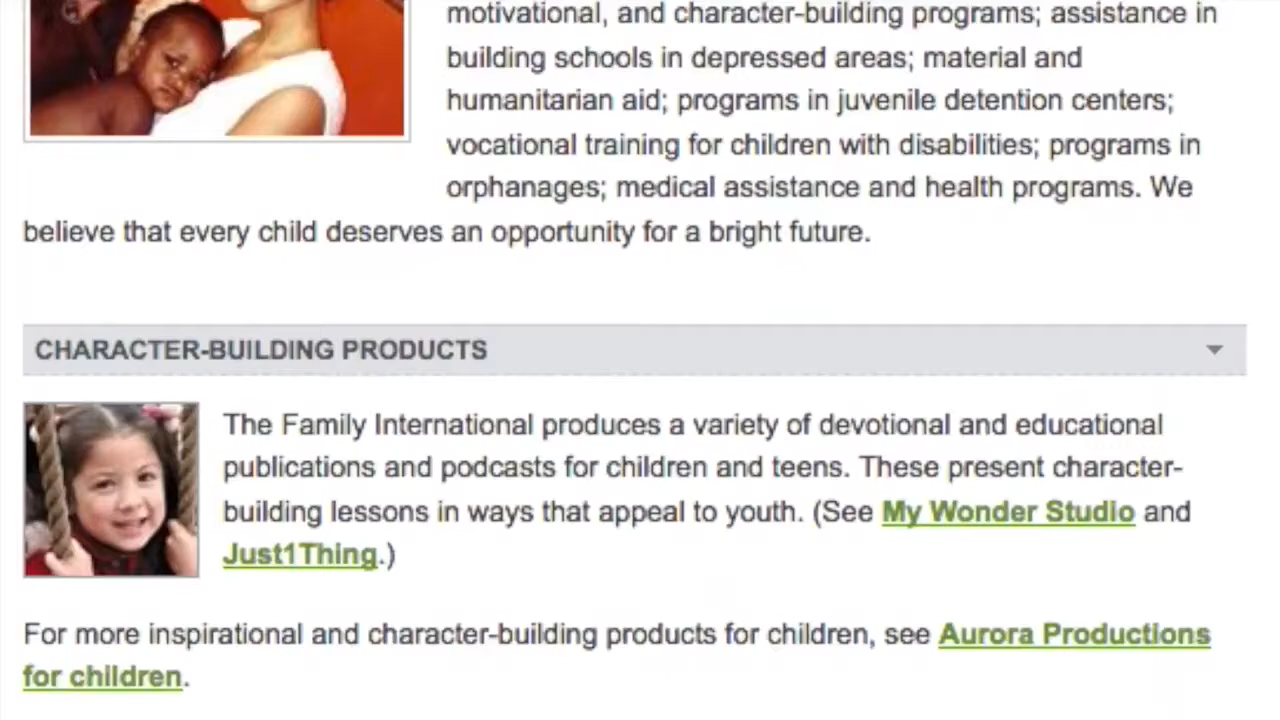 motivational, and character-building programs; assistance in
building schools in depressed areas; material and
humanitarian aid; programs in juvenile detention centers;
vocational training for children with disabilities; programs in
orphanages; medical assistance and health programs. We
believe that every child deserves an opportunity for a bright future.
CHARACTER-BUILDING PRODUCTS
The Family International produces a variety of devotional and educational
publications and podcasts for children and teens. These present character-
building lessons in ways that appeal to youth. (See My Wonder Studio and
Just1Thing.)
For more inspirational and character-building products for children, see Aurora Productions
for children.